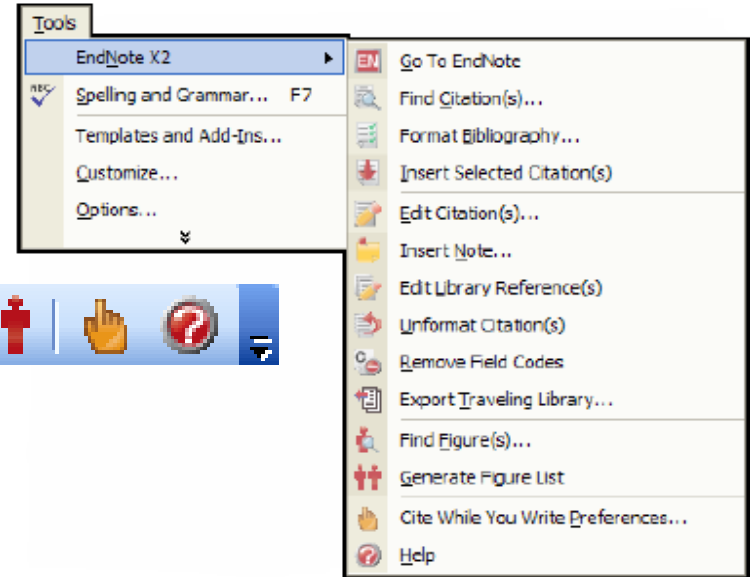 Tools
EndNote X2
ABC
Spelling and Grammar... F7
Templates and Add-Ins...
Customize...
Options...
EN
Go To EndNote
Find Citation(s)...
Format Bibliography...
Insert Selected Citation(s)
Edit Citation(s)...
Insert Note...
Edit Library Reference(s)
Unformat Citation(s)
Remove Field Codes
Export Traveling Library...
Find Figure(s)...
Generate Figure List
Cite While You Write Preferences...
Help